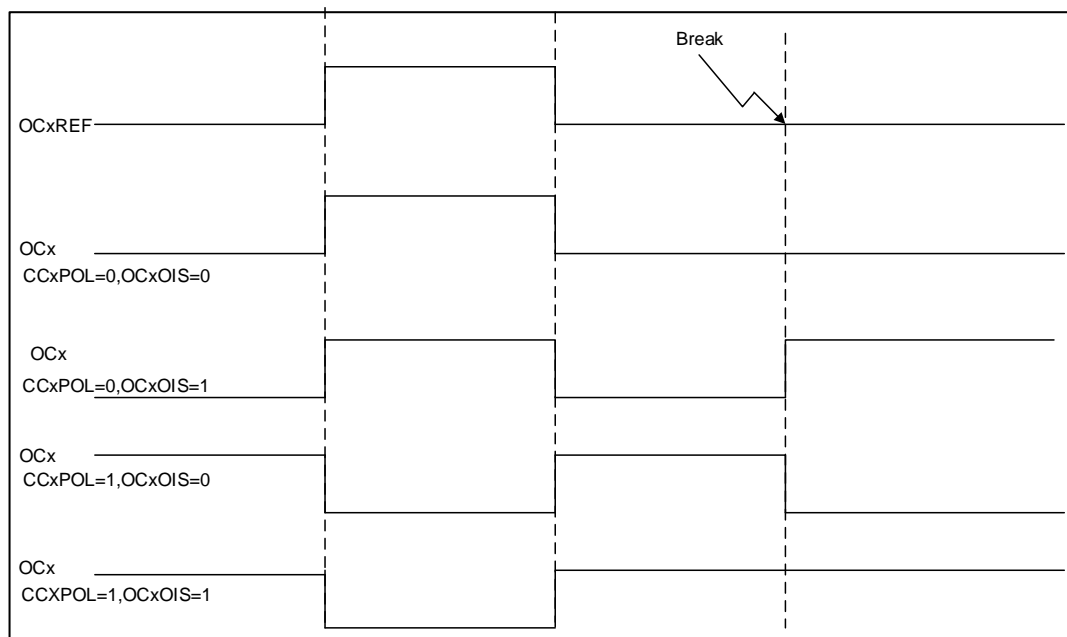 Break
OCxREF
OCx
CCxPOL=0,OCxOIS=0
OCx
CCxPOL=0,OCxOIS=1
OCx
CCxPOL=1,OCxOIS=0
OCx
CCXPOL=1,OCxOIS=1